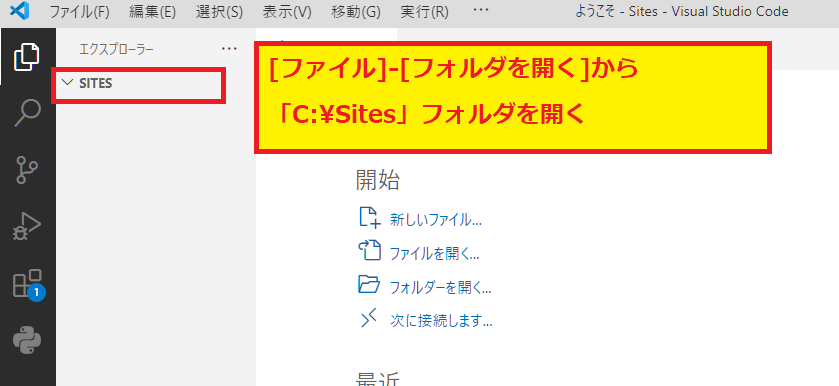 ファイル(F) 編集(E) 選択(S) 表示(V) 移動(G) 実行(R) ··· ようこそ - Sites - Visual Studio Code
エクスプローラー ···
SITES
[ファイル]-[フォルダを開く]から
「C:¥Sites」フォルダを開く
開始
新しいファイル...
ファイルを開く...
フォルダーを開く...
次に接続します...
1
最近